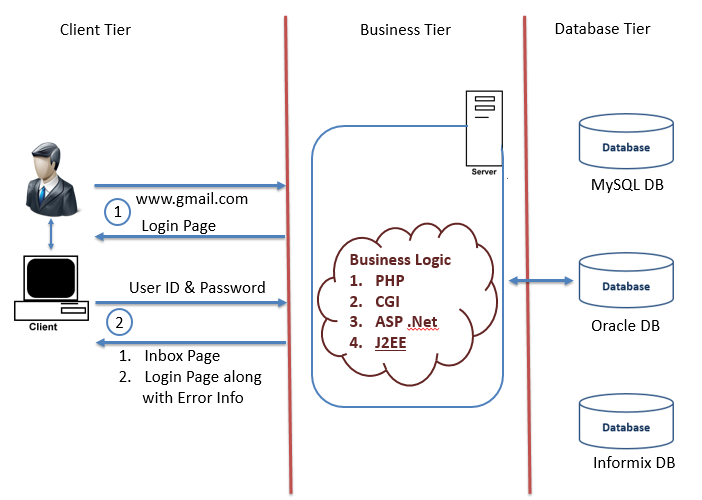 Client Tier
Business Tier
Database Tier
Server
Database
MySQL DB
www.gmail.com
1
Login Page
Business Logic
1. PHP
2. CGI
3. ASP .Net
4. J2EE
Database
Oracle DB
User ID & Password
Client
2
1. Inbox Page
2. Login Page along
with Error Info
Database
Informix DB